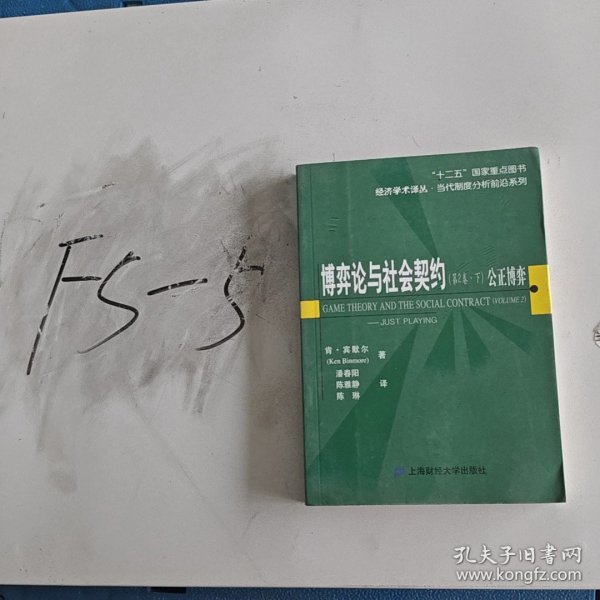 F5-5
"十二五"国家重点图书
经济学术译丛·当代制度分析前沿系列
博弈论与社会契约(第2卷·下)公正博弈
GAME THEORY AND THE SOCIAL CONTRACT (VOLUME 2)
——JUST PLAYING
肯·宾默尔
(Ken Binmore) 著
潘春阳
陈雅静 译
陈琳
上海财经大学出版社
孔夫子旧书网
www.kongfz.com